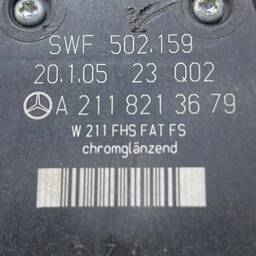 SWF 502.159
20.1.05 23 Q02
A 211 821 36 79
W 211 FHS FAT FS
chromglänzend